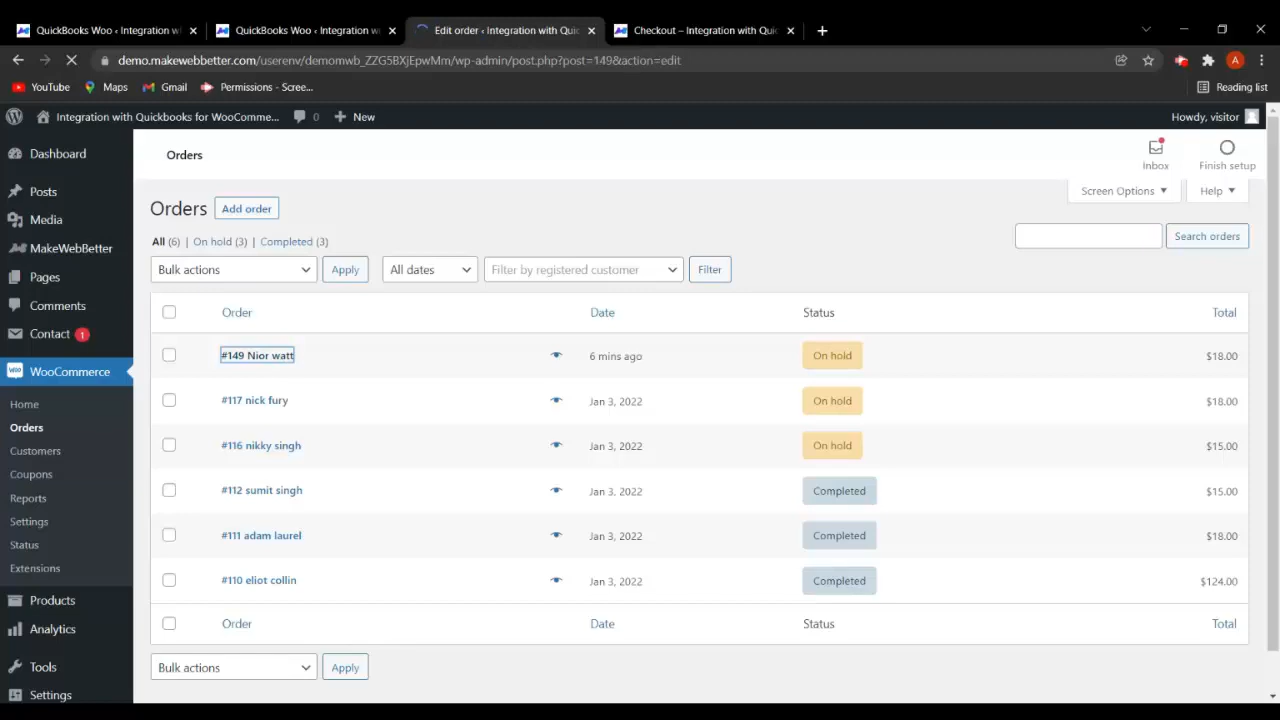 QuickBooks Woo ‹ Integration w
QuickBooks Woo ‹ Integration w
Edit order ‹ Integration with Quic
Checkout – Integration with Quic
demo.makewebbetter.com/userenv/demomwb_ZZG5BXjEpwMm/wp-admin/post.php?post=149&action=edit
A
YouTube
Maps
Gmail
Permissions - Scree...
Reading list
Integration with Quickbooks for WooComme...
0
New
Howdy, visitor
Dashboard
Posts
Media
MakeWebBetter
Pages
Comments
Contact 1
WooCommerce
Home
Orders
Customers
Coupons
Reports
Settings
Status
Extensions
Products
Analytics
Tools
Settings
Orders
Inbox
Finish setup
Screen Options
Help
Orders
Add order
All (6) | On hold (3) | Completed (3)
Search orders
Bulk actions
Apply
All dates
Filter by registered customer
Filter
Order Date Status Total
#149 Nior watt 6 mins ago On hold $18.00
#117 nick fury Jan 3, 2022 On hold $18.00
#116 nikky singh Jan 3, 2022 On hold $15.00
#112 sumit singh Jan 3, 2022 Completed $15.00
#111 adam laurel Jan 3, 2022 Completed $18.00
#110 eliot collin Jan 3, 2022 Completed $124.00
Order Date Status Total
Bulk actions
Apply